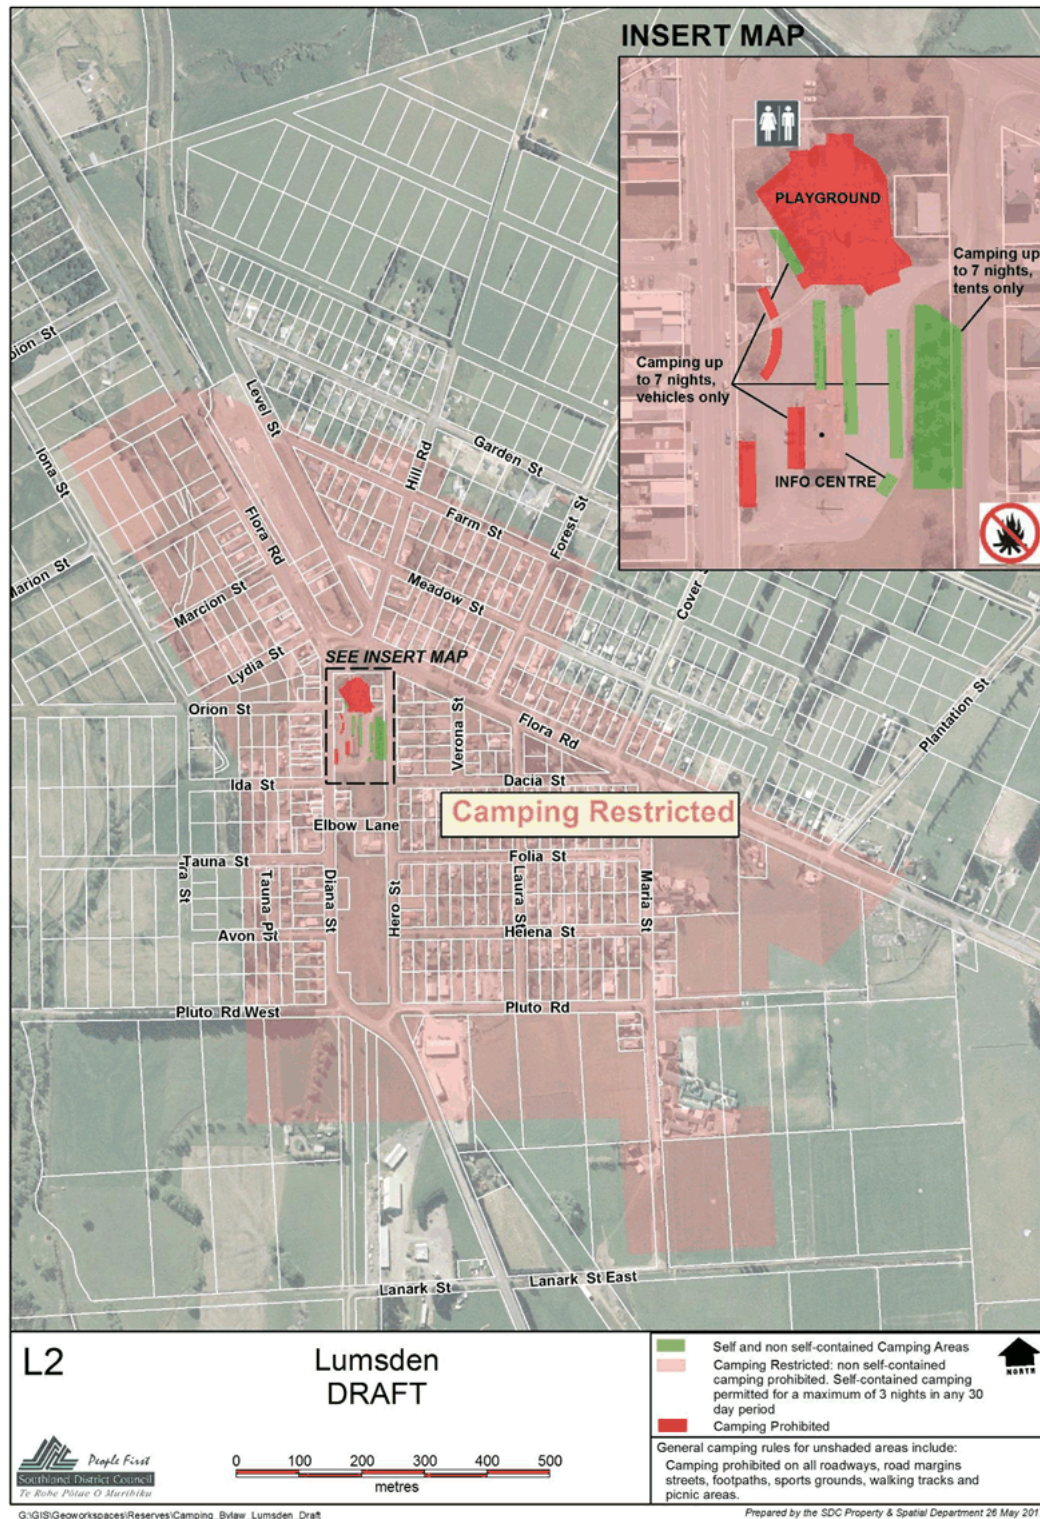 INSERT MAP
PLAYGROUND
Camping up
to 7 nights,
tents only
Camping up
to 7 nights,
vehicles only
INFO CENTRE
Level St
Iona St
Hill Rd
Garden St
Farm St
Forest St
Flora Rd
Meadow St
Marcion St
Cover
Lydia St
SEE INSERT MAP
Orion St
Verona St
Flora Rd
Plantation St
Ida St
Dacia St
Camping Restricted
Elbow Lane
Tauna St
Folia St
Tauna Pl
Diana St
Hero St
Laura St
Maria St
Avon St
Helena St
Pluto Rd West
Pluto Rd
Lanark St
Lanark St East
L2
Lumsden
DRAFT
People First
Southland District Council
Te Rohe Pōtae O Murihiku
0 100 200 300 400 500
metres
Self and non self-contained Camping Areas
Camping Restricted: non self-contained
camping prohibited. Self-contained camping
permitted for a maximum of 3 nights in any 30
day period
Camping Prohibited
NORTH
General camping rules for unshaded areas include:
Camping prohibited on all roadways, road margins
streets, footpaths, sports grounds, walking tracks and
picnic areas.
G:\GIS\Geoworkspaces\Reserves\Camping_Bylaw_Lumsden_Draft
Prepared by the SDC Property & Spatial Department 26 May 201